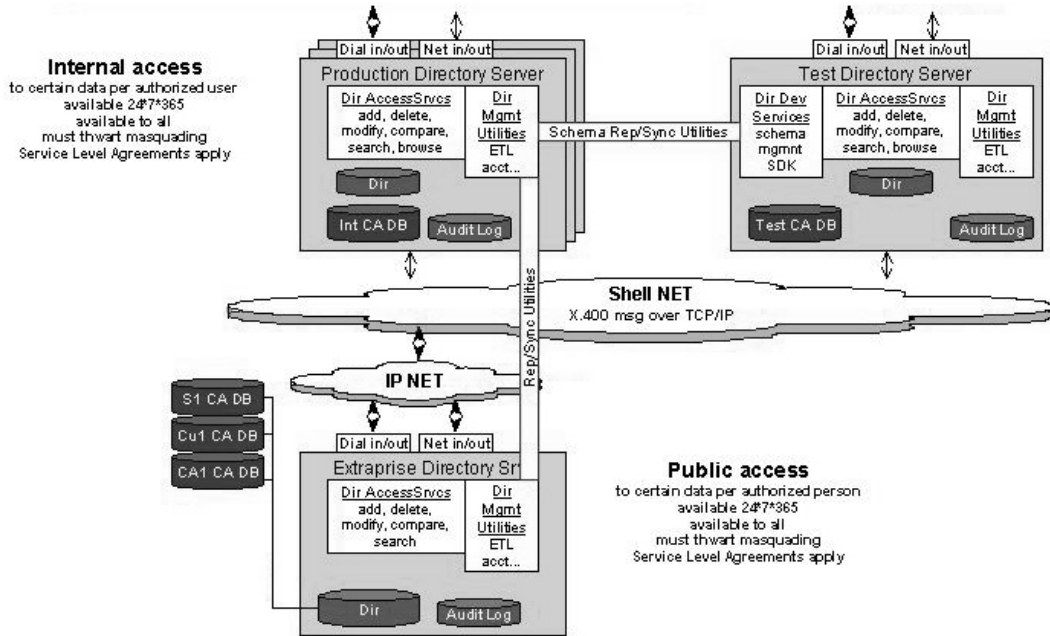 Dial in/out
Net in/out
Dial in/out
Net in/out
Internal access
to certain data per authorized user
available 24*7*365
available to all
must thwart masquading
Service Level Agreements apply
Production Directory Server
Dir AccessSrvcs
add, delete,
modify, compare,
search, browse
Dir
Mgmt
Utilities
ETL
acct...
Dir
Int CA DB
Audit Log
Schema Rep/Sync Utilities
Test Directory Server
Dir Dev
Services
schema
mgmnt
SDK
Dir AccessSrvcs
add, delete,
modify, compare,
search, browse
Dir
Mgmt
Utilities
ETL
acct...
Dir
Test CA DB
Audit Log
Rep/Sync Utilities
Shell NET
X.400 msg over TCP/IP
IP NET
S1 CA DB
Cu1 CA DB
CA1 CA DB
Dial in/out
Net in/out
Extraprise Directory Srv
Dir AccessSrvcs
add, delete,
modify, compare,
search
Dir
Mgmt
Utilities
ETL
acct...
Dir
Audit Log
Public access
to certain data per authorized person
available 24*7*365
available to all
must thwart masquading
Service Level Agreements apply